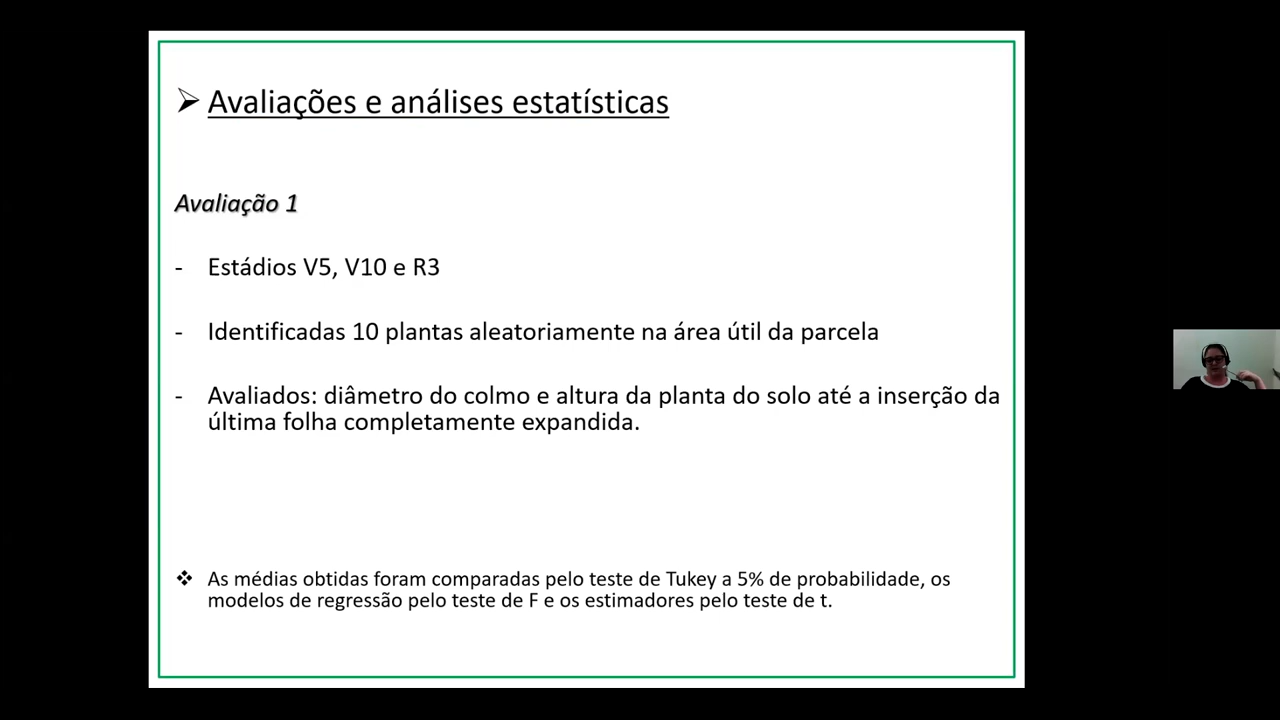 Avaliações e análises estatísticas
Avaliação 1
- Estádios V5, V10 e R3
- Identificadas 10 plantas aleatoriamente na área útil da parcela
- Avaliados: diâmetro do colmo e altura da planta do solo até a inserção da
última folha completamente expandida.
As médias obtidas foram comparadas pelo teste de Tukey a 5% de probabilidade, os
modelos de regressão pelo teste de F e os estimadores pelo teste de t.